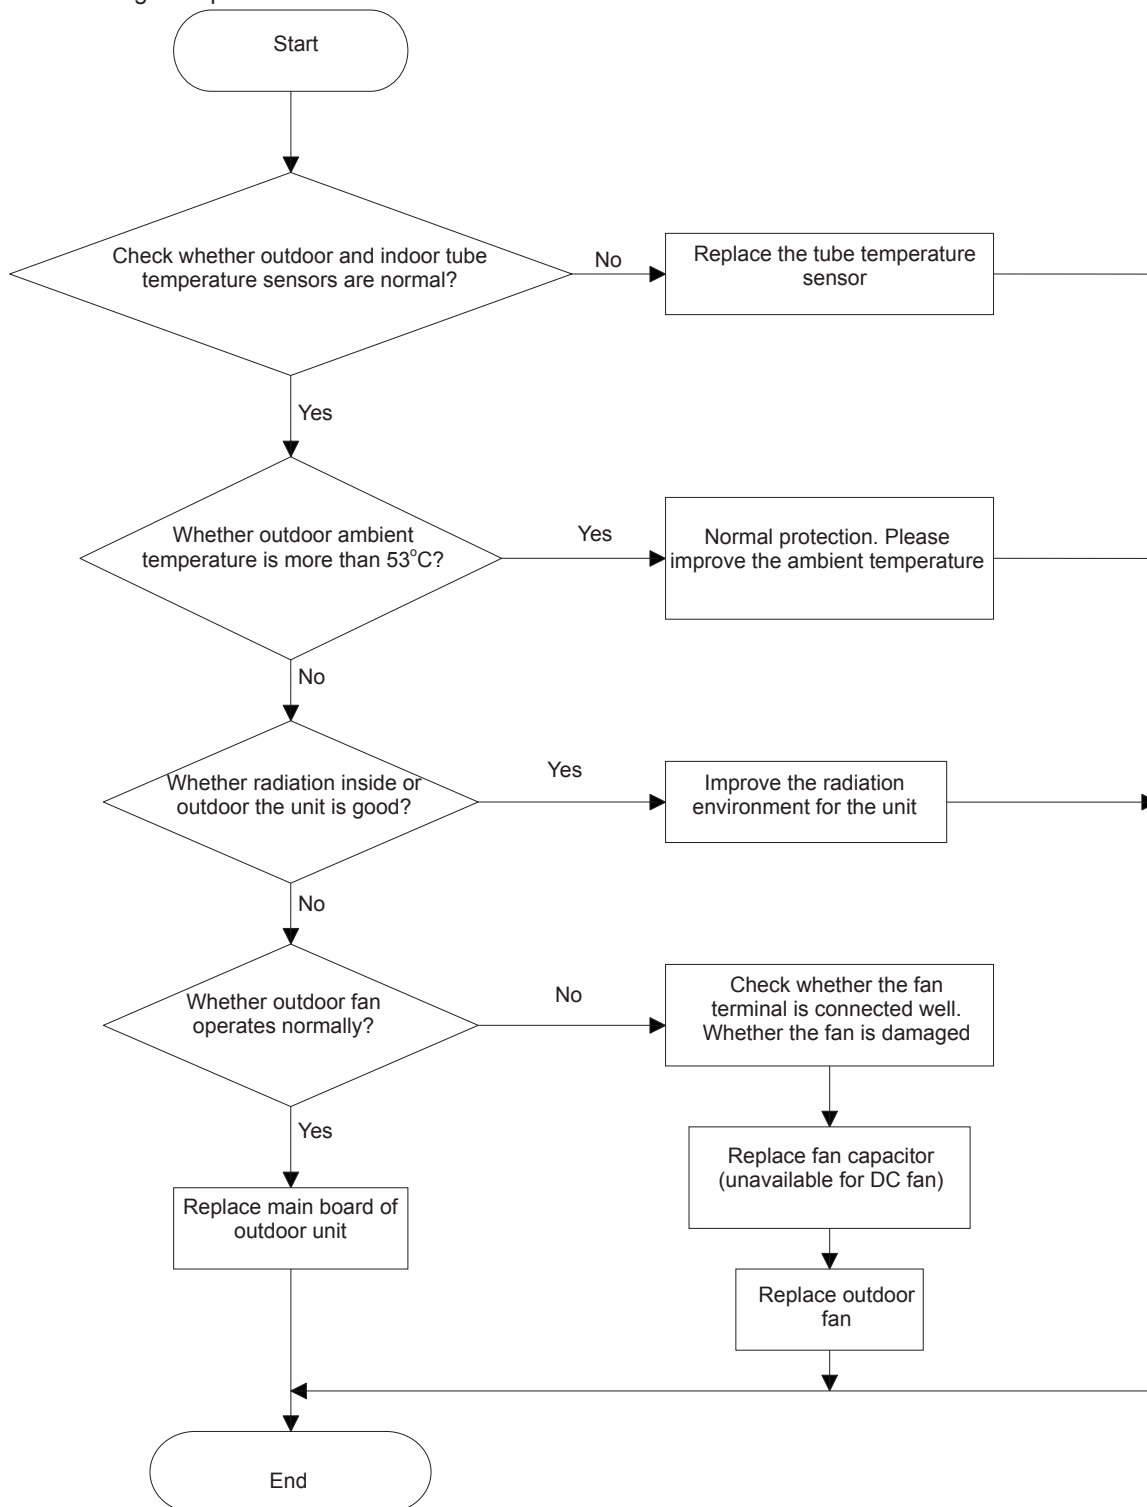 Start
Check whether outdoor and indoor tube
temperature sensors are normal?
No
Replace the tube temperature
sensor
Yes
Whether outdoor ambient
temperature is more than 53°C?
Yes
Normal protection. Please
improve the ambient temperature
No
Whether radiation inside or
outdoor the unit is good?
Yes
Improve the radiation
environment for the unit
No
Whether outdoor fan
operates normally?
No
Check whether the fan
terminal is connected well.
Whether the fan is damaged
Yes
Replace fan capacitor
(unavailable for DC fan)
Replace main board of
outdoor unit
Replace outdoor
fan
End